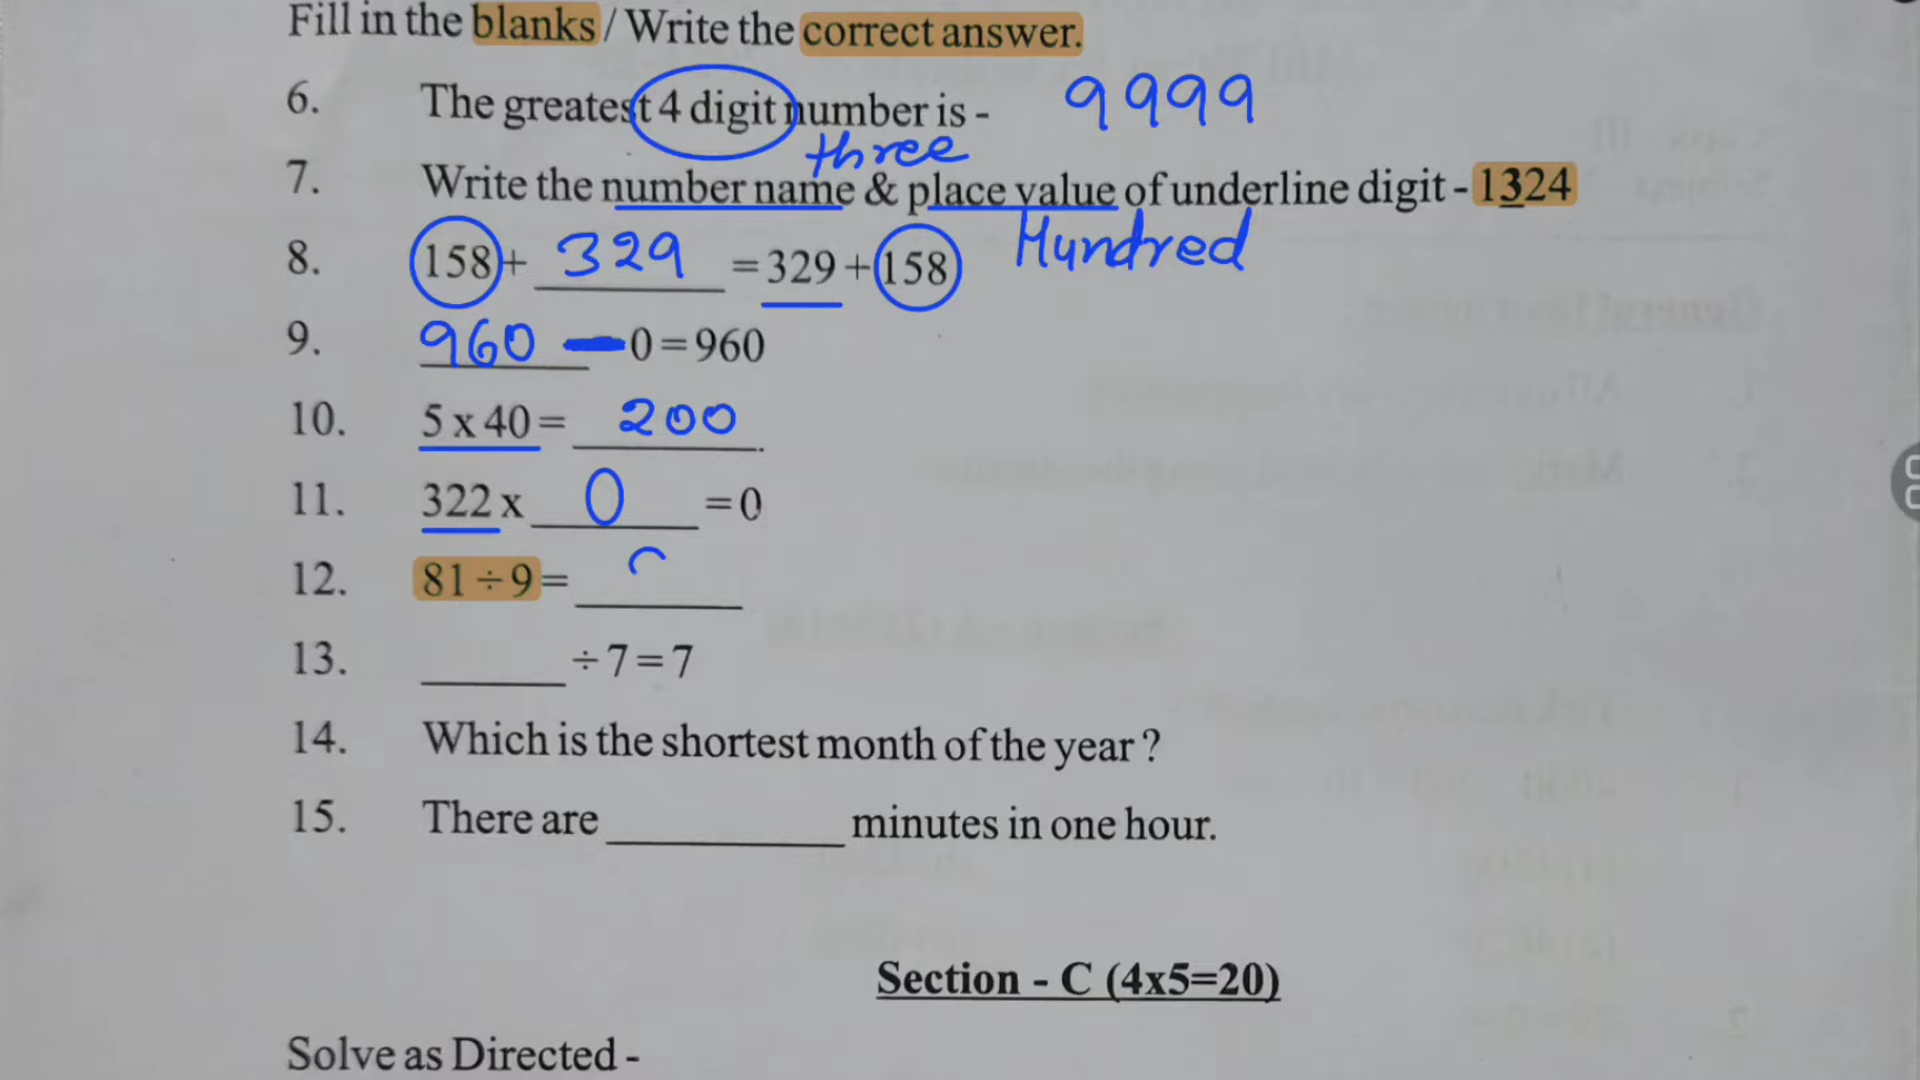 Fill in the blanks / Write the correct answer.
6. The greatest 4 digit number is - 9999
three
7. Write the number name & place value of underline digit - 1324
Hundred
8. 158 + 329 = 329 + 158
9. 960 - 0 = 960
10. 5 x 40 = 200
11. 322 x 0 = 0
12. 81 ÷ 9 = ______
13. ______ ÷ 7 = 7
14. Which is the shortest month of the year ?
15. There are ______ minutes in one hour.
Section - C (4x5=20)
Solve as Directed -